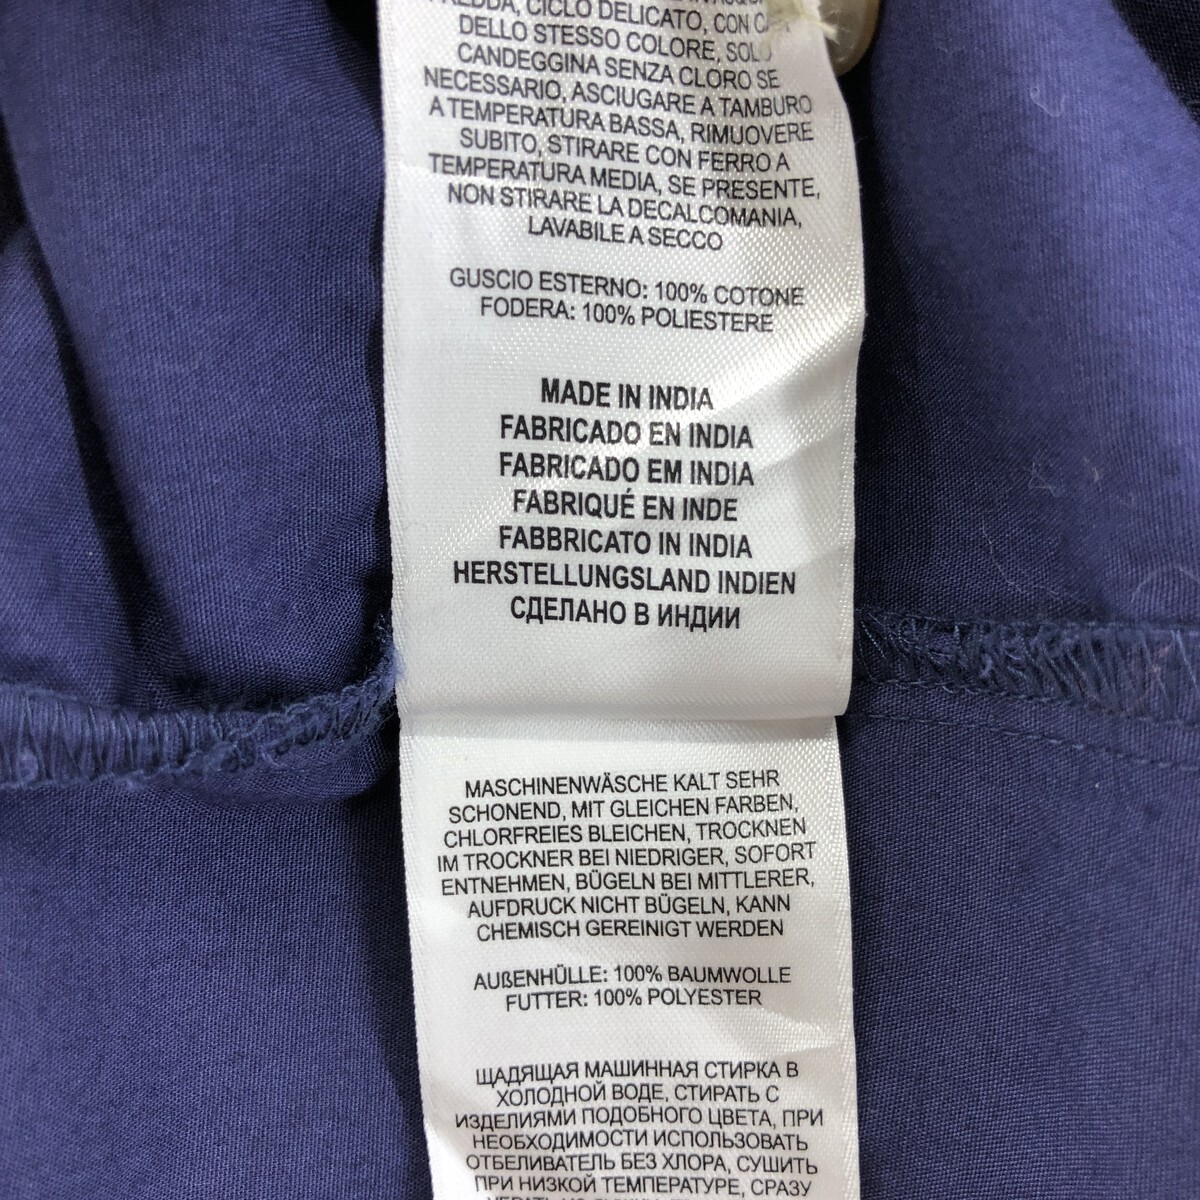 FREDDA, CICLO DELICATO, CON
DELLO STESSO COLORE, SOLO
CANDEGGINA SENZA CLORO SE
NECESSARIO, ASCIUGARE A TAMBURO
A TEMPERATURA BASSA, RIMUOVERE
SUBITO, STIRARE CON FERRO A
TEMPERATURA MEDIA, SE PRESENTE,
NON STIRARE LA DECALCOMANIA,
LAVABILE A SECCO
GUSCIO ESTERNO: 100% COTONE
FODERA: 100% POLIESTERE
MADE IN INDIA
FABRICADO EN INDIA
FABRICADO EM INDIA
FABRIQUÉ EN INDE
FABBRICATO IN INDIA
HERSTELLUNGSLAND INDIEN
СДЕЛАНО В ИНДИИ
MASCHINENWÄSCHE KALT SEHR
SCHONEND, MIT GLEICHEN FARBEN,
CHLORFREIES BLEICHEN, TROCKNEN
IM TROCKNER BEI NIEDRIGER, SOFORT
ENTNEHMEN, BÜGELN BEI MITTLERER,
AUFDRUCK NICHT BÜGELN, KANN
CHEMISCH GEREINIGT WERDEN
AUßENHÜLLE: 100% BAUMWOLLE
FUTTER: 100% POLYESTER
ЩАДЯЩАЯ МАШИННАЯ СТИРКА В
ХОЛОДНОЙ ВОДЕ, СТИРАТЬ С
ИЗДЕЛИЯМИ ПОДОБНОГО ЦВЕТА, ПРИ
НЕОБХОДИМОСТИ ИСПОЛЬЗОВАТЬ
ОТБЕЛИВАТЕЛЬ БЕЗ ХЛОРА, СУШИТЬ
ПРИ НИЗКОЙ ТЕМПЕРАТУРЕ, СРАЗУ